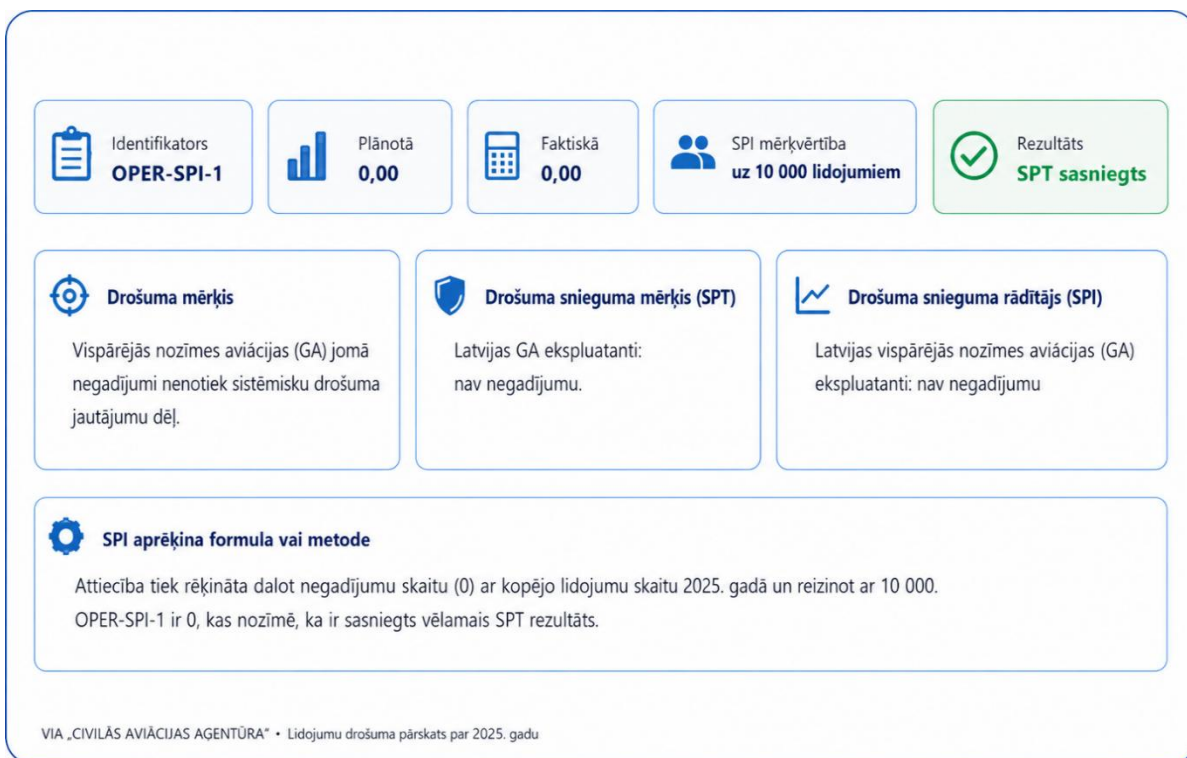 Identifikators
OPER-SPI-1
Plānotā
0,00
Faktiskā
0,00
SPI mērķvērtība
uz 10 000 lidojumiem
Rezultāts
SPT sasniegts
Drošuma mērķis
Vispārējās nozīmes aviācijas (GA) jomā
negadījumi nenotiek sistēmisku drošuma
jautājumu dēļ.
Drošuma snieguma mērķis (SPT)
Latvijas GA ekspluatanti:
nav negadījumu.
Drošuma snieguma rādītājs (SPI)
Latvijas vispārējās nozīmes aviācijas (GA)
ekspluatanti: nav negadījumu
SPI aprēķina formula vai metode
Attiecība tiek rēķināta dalot negadījumu skaitu (0) ar kopējo lidojumu skaitu 2025. gadā un reizinot ar 10 000.
OPER-SPI-1 ir 0, kas nozīmē, ka ir sasniegts vēlamais SPT rezultāts.
VIA „CIVILĀS AVIĀCIJAS AĢENTŪRA“ • Lidojumu drošuma pārskats par 2025. gadu